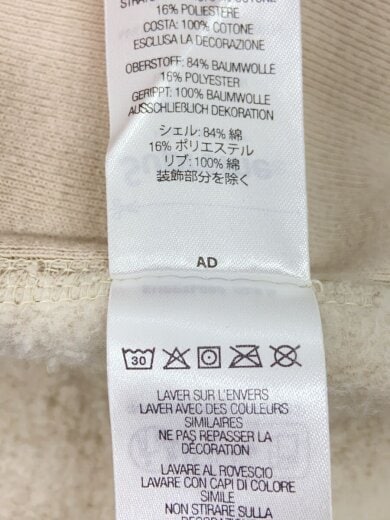 16% POLIESTERE
COSTA: 100% COTONE
ESCLUSA LA DECORAZIONE
OBERSTOFF: 84% BAUMWOLLE
16% POLYESTER
GERIPPT: 100% BAUMWOLLE
AUSSCHLIEßLICH DEKORATION
シェル: 84% 綿
16% ポリエステル
リブ: 100% 綿
装飾部分を除く
AD
30
LAVER SUR L'ENVERS
LAVER AVEC DES COULEURS
SIMILAIRES
NE PAS REPASSER LA
DÉCORATION
LAVARE AL ROVESCIO
LAVARE CON CAPI DI COLORE
SIMILE
NON STIRARE SULLA